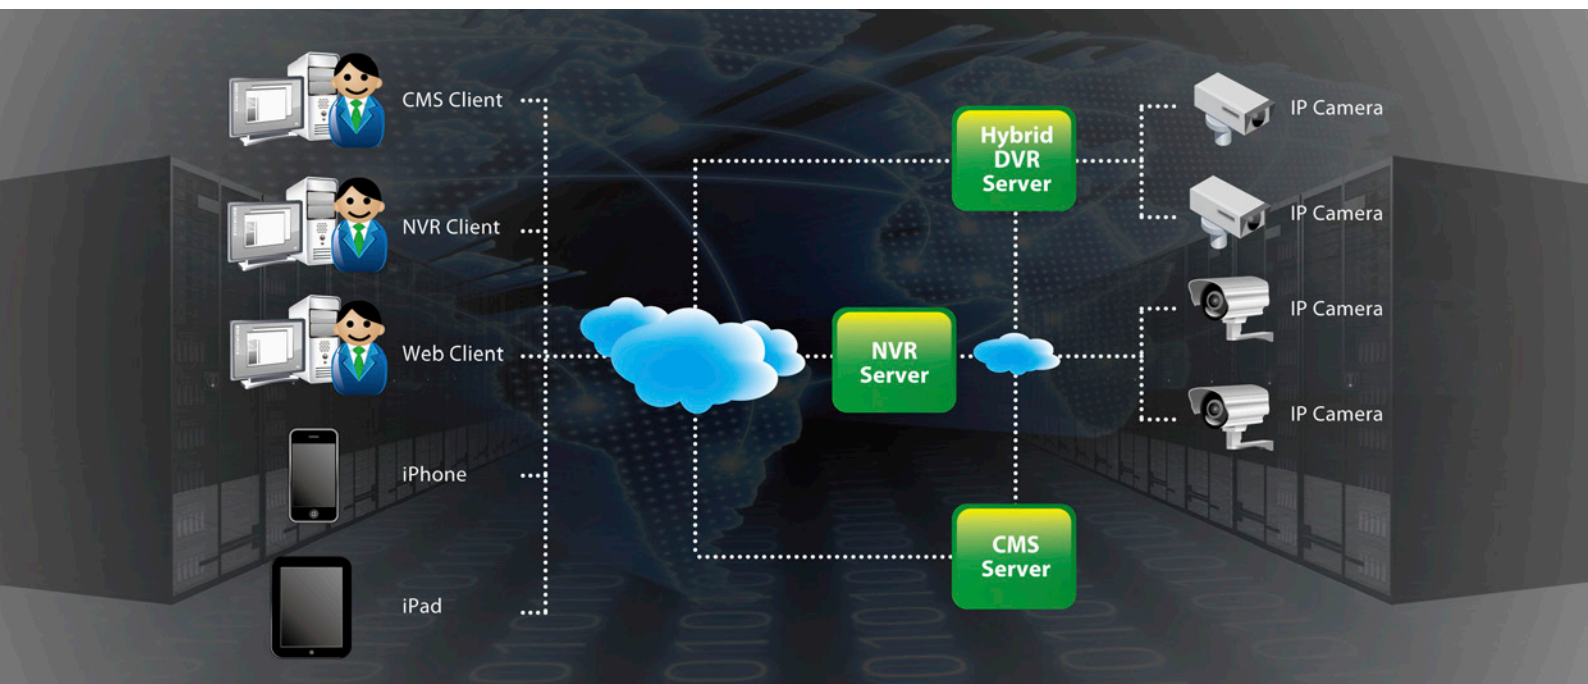 CMS Client
NVR Client
Web Client
iPhone
iPad
Hybrid
DVR
Server
NVR
Server
CMS
Server
IP Camera
IP Camera
IP Camera
IP Camera